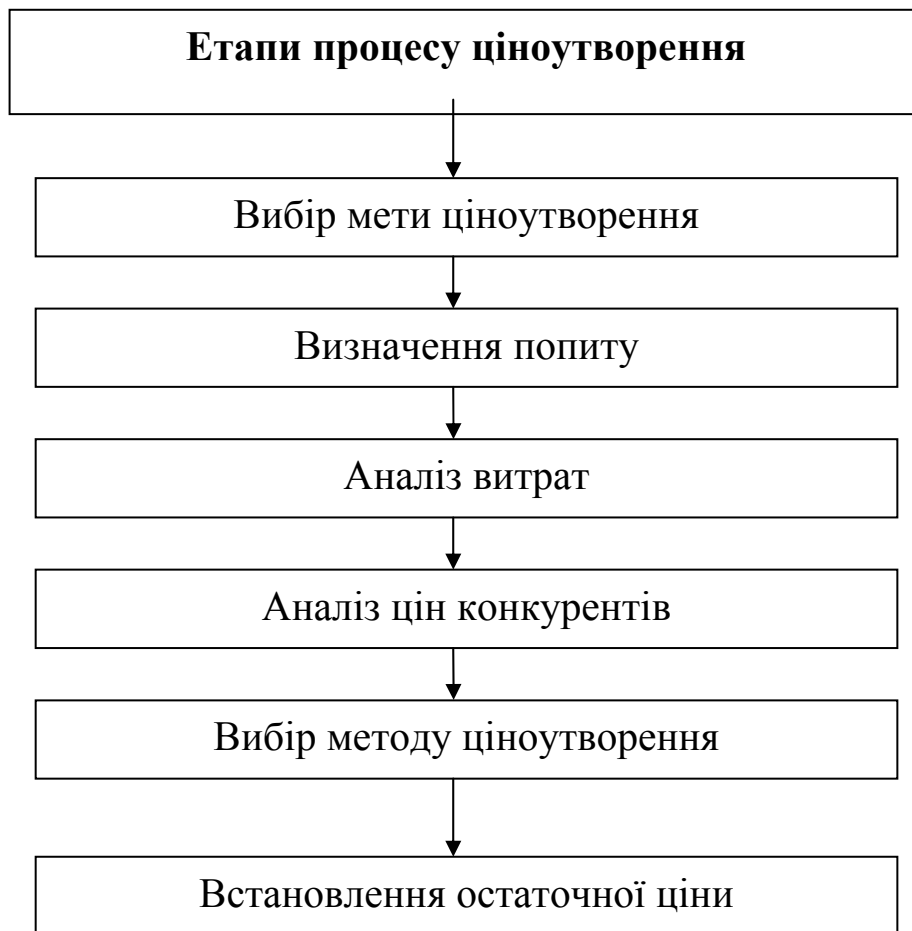 Етапи процесу ціноутворення
Вибір мети ціноутворення
Визначення попиту
Аналіз витрат
Аналіз цін конкурентів
Вибір методу ціноутворення
Встановлення остаточної ціни